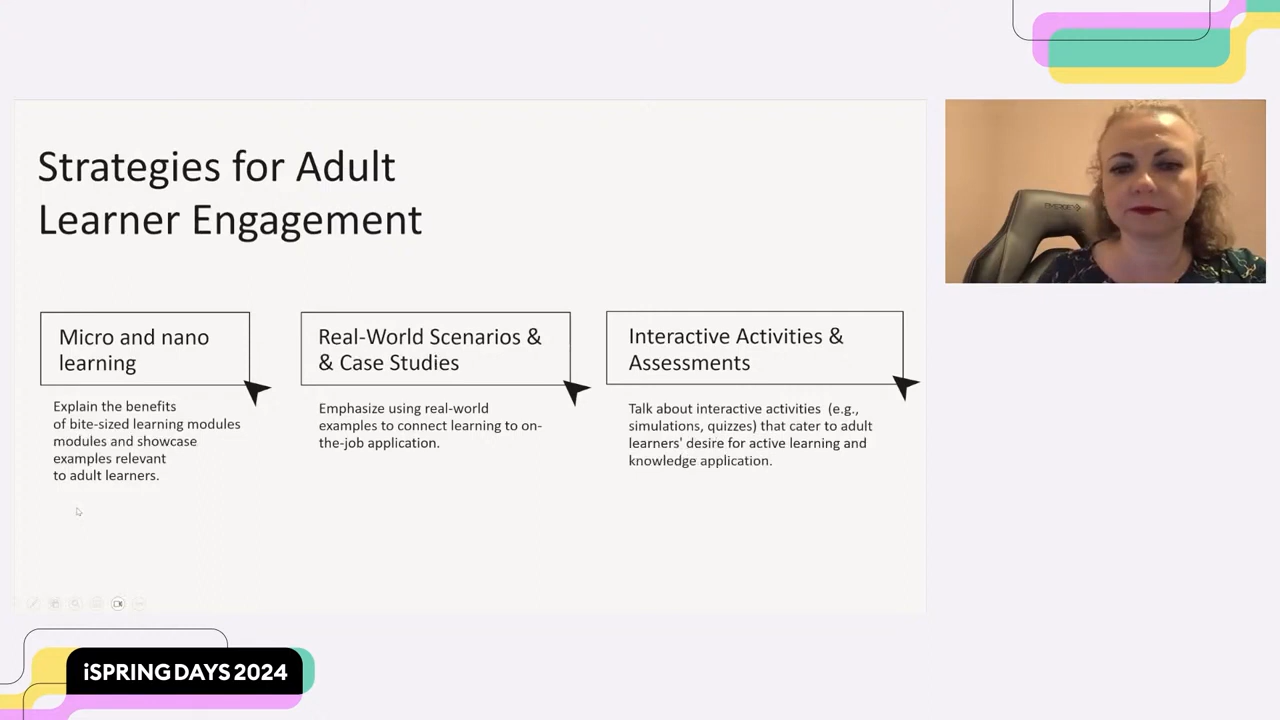 Strategies for Adult
Learner Engagement
Micro and nano
learning
Explain the benefits
of bite-sized learning modules
modules and showcase
examples relevant
to adult learners.
Real-World Scenarios &
& Case Studies
Emphasize using real-world
examples to connect learning to on-
the-job application.
Interactive Activities &
Assessments
Talk about interactive activities (e.g.,
simulations, quizzes) that cater to adult
learners' desire for active learning and
knowledge application.
iSPRING DAYS 2024